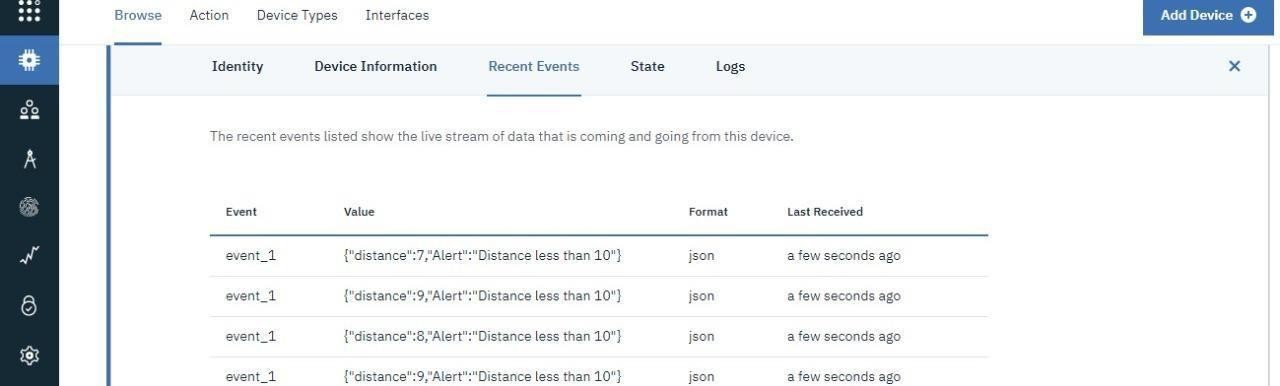 Browse Action Device Types Interfaces Add Device
Identity Device Information Recent Events State Logs
The recent events listed show the live stream of data that is coming and going from this device.
Event Value Format Last Received
event_1 {"distance":7,"Alert":"Distance less than 10"} json a few seconds ago
event_1 {"distance":9,"Alert":"Distance less than 10"} json a few seconds ago
event_1 {"distance":8,"Alert":"Distance less than 10"} json a few seconds ago
event_1 {"distance":9,"Alert":"Distance less than 10"} json a few seconds ago